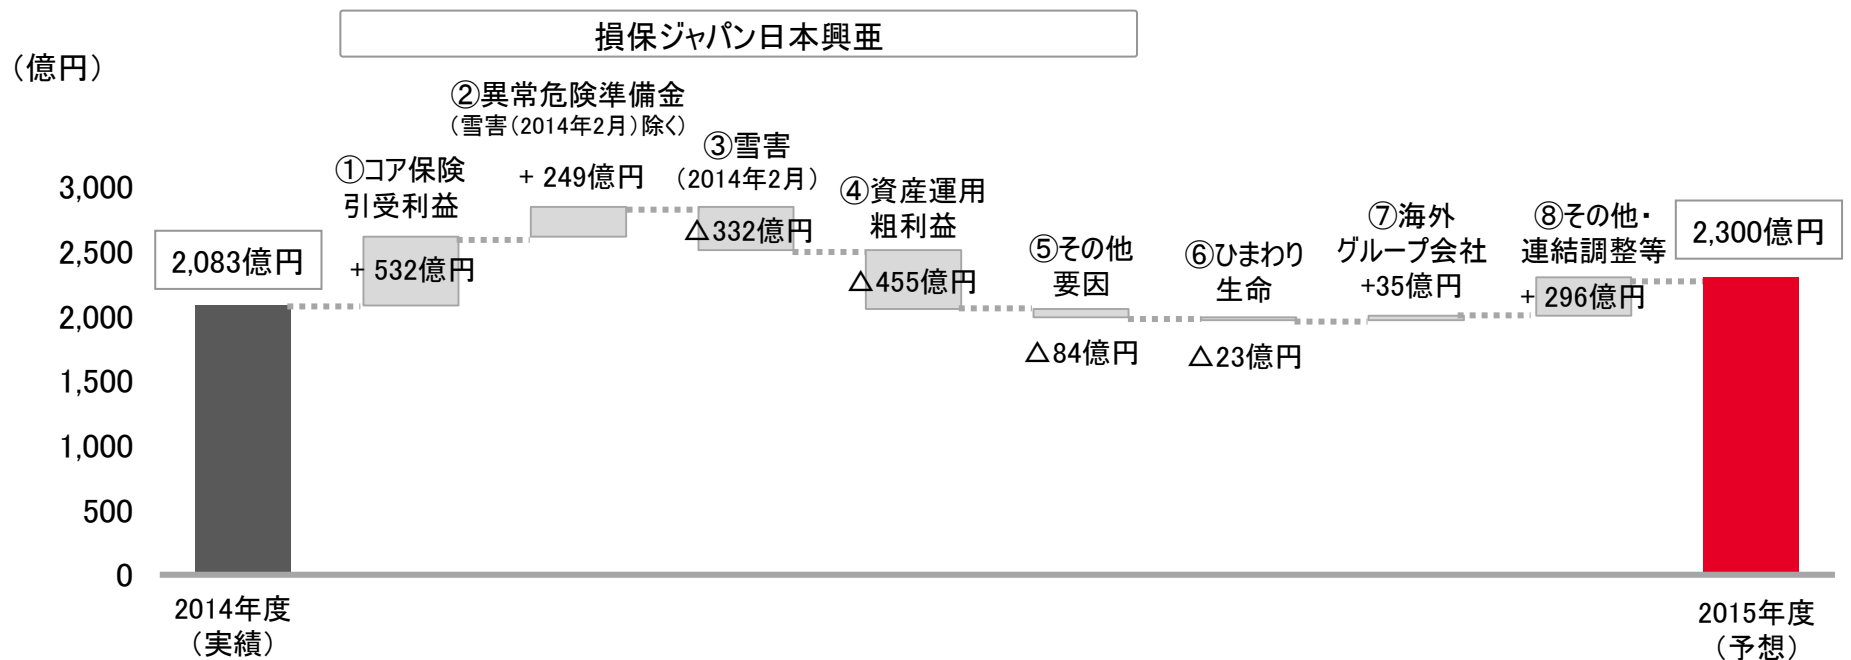 損保ジャパン日本興亜
（億円）
②異常危険準備金
（雪害（2014年2月）除く）
+ 249億円
③雪害
（2014年2月）
△332億円
①コア保険
引受利益
+ 532億円
④資産運用
粗利益
△455億円
⑤その他
要因
△84億円
⑥ひまわり
生命
△23億円
⑦海外
グループ会社
+35億円
⑧その他・
連結調整等
+ 296億円
2,083億円
2,300億円
3,000
2,500
2,000
1,500
1,000
500
0
2014年度
（実績）
2015年度
（予想）